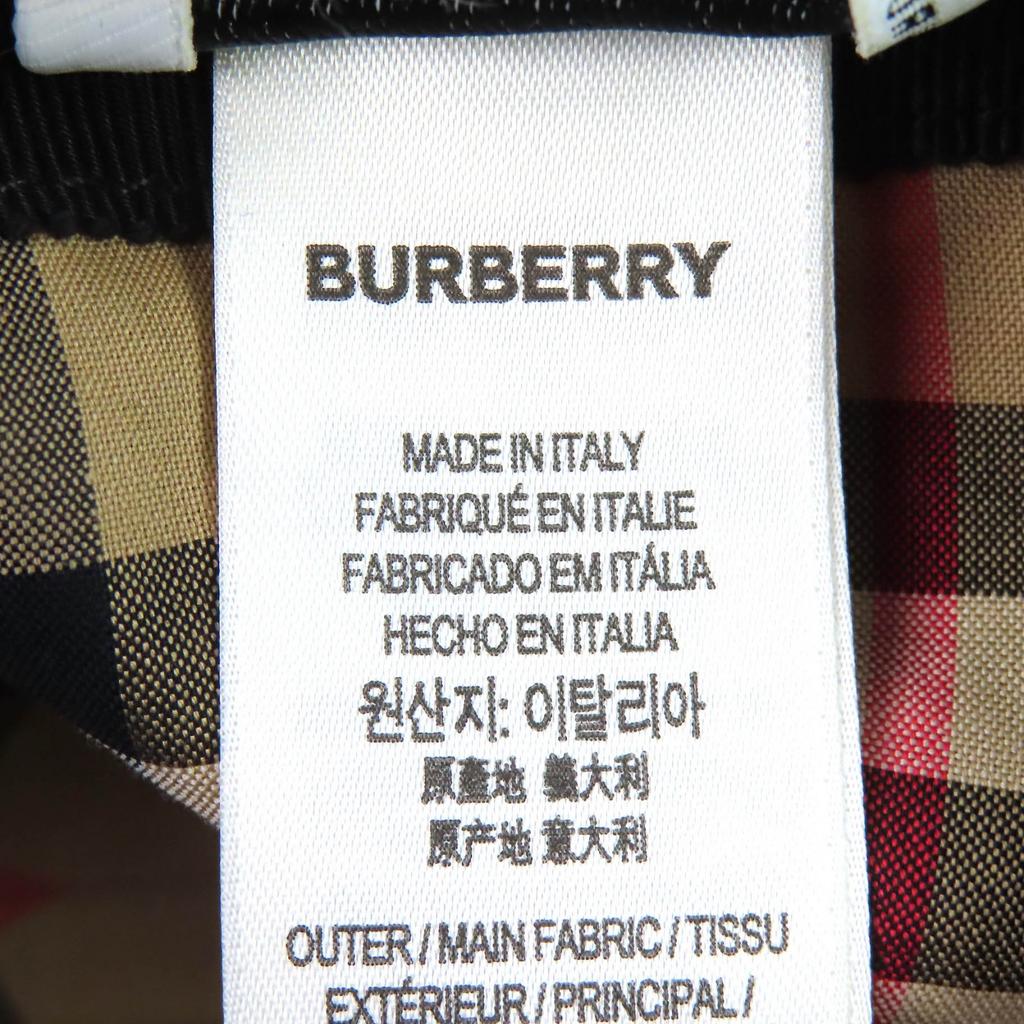 BURBERRY
MADE IN ITALY
FABRIQUÉ EN ITALIE
FABRICADO EM ITÁLIA
HECHO EN ITALIA
원산지: 이탈리아
原產地 義大利
原产地 意大利
OUTER / MAIN FABRIC / TISSU
EXTÉRIEUR / PRINCIPAL /